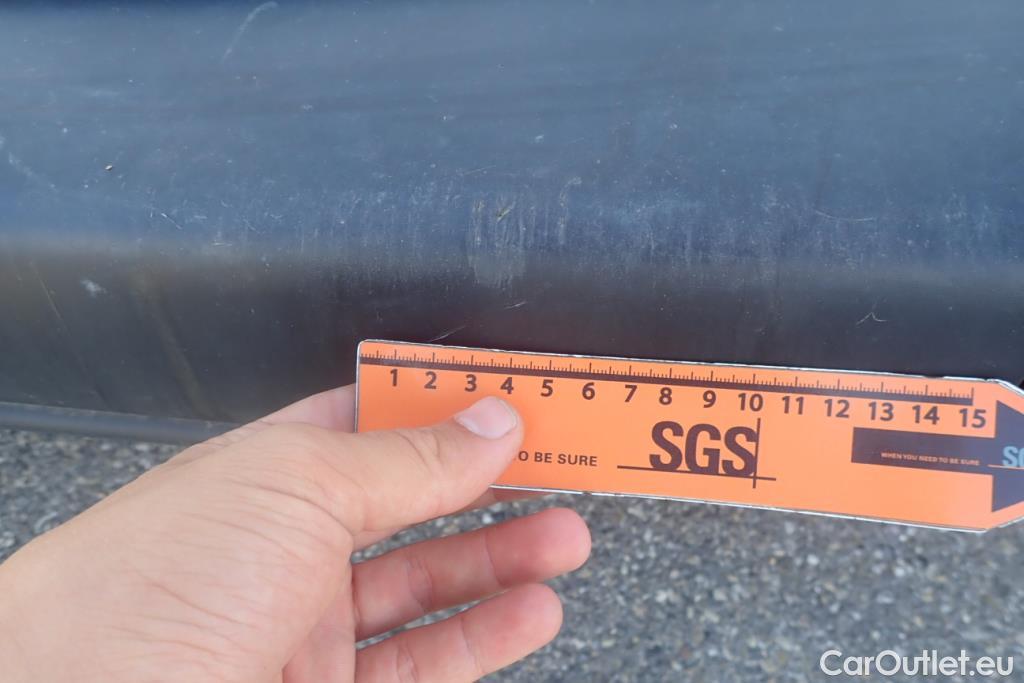 1 2 3 4 5 6 7 8 9 10 11 12 13 14 15
SGS
O BE SURE
WHEN YOU NEED TO BE SURE
CarOutlet.eu